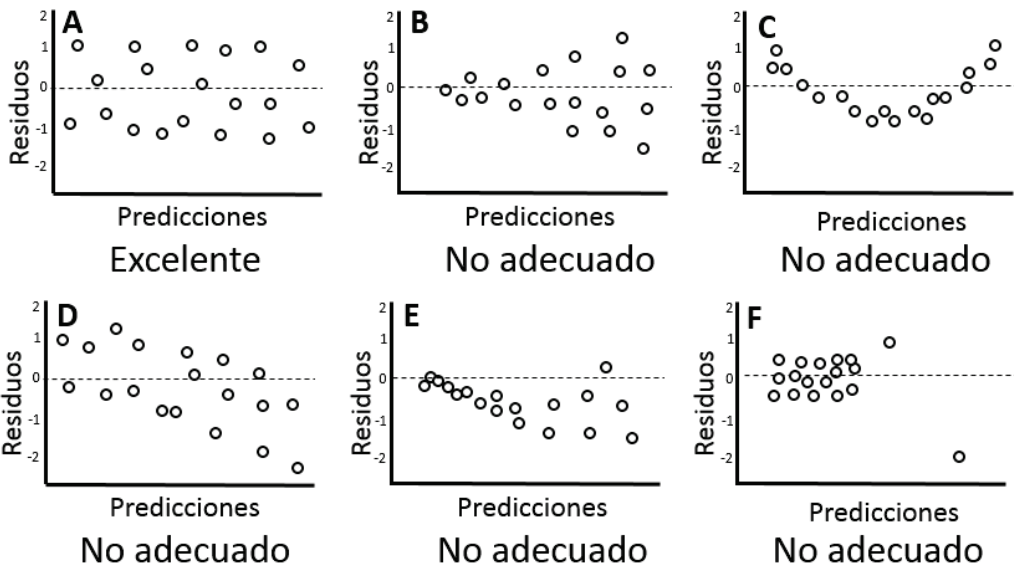 A
2
1
0
-1
-2
Residuos
Predicciones
Excelente
B
2
1
0
-1
-2
Residuos
Predicciones
No adecuado
C
2
1
0
-1
-2
Residuos
Predicciones
No adecuado
D
2
1
0
-1
-2
Residuos
Predicciones
No adecuado
E
2
1
0
-1
-2
Residuos
Predicciones
No adecuado
F
2
1
0
-1
-2
Residuos
Predicciones
No adecuado